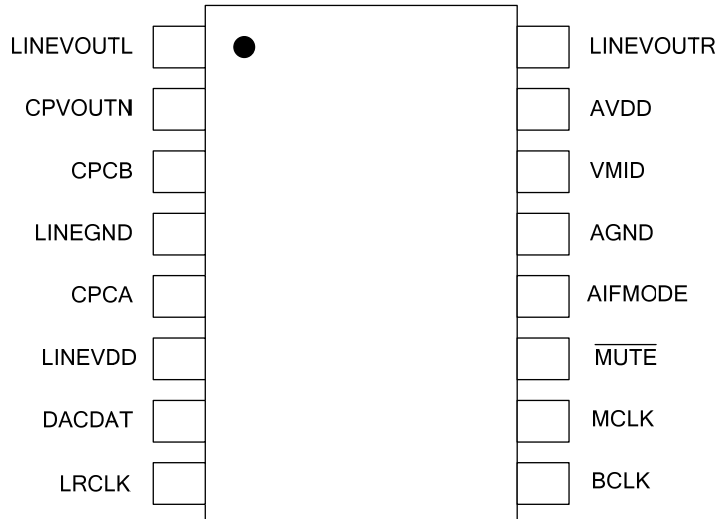 LINEVOUTL LINEVOUTR
CPVOUTN AVDD
CPCB VMID
LINEGND AGND
CPCA AIFMODE
LINEVDD MUTE
DACDAT MCLK
LRCLK BCLK